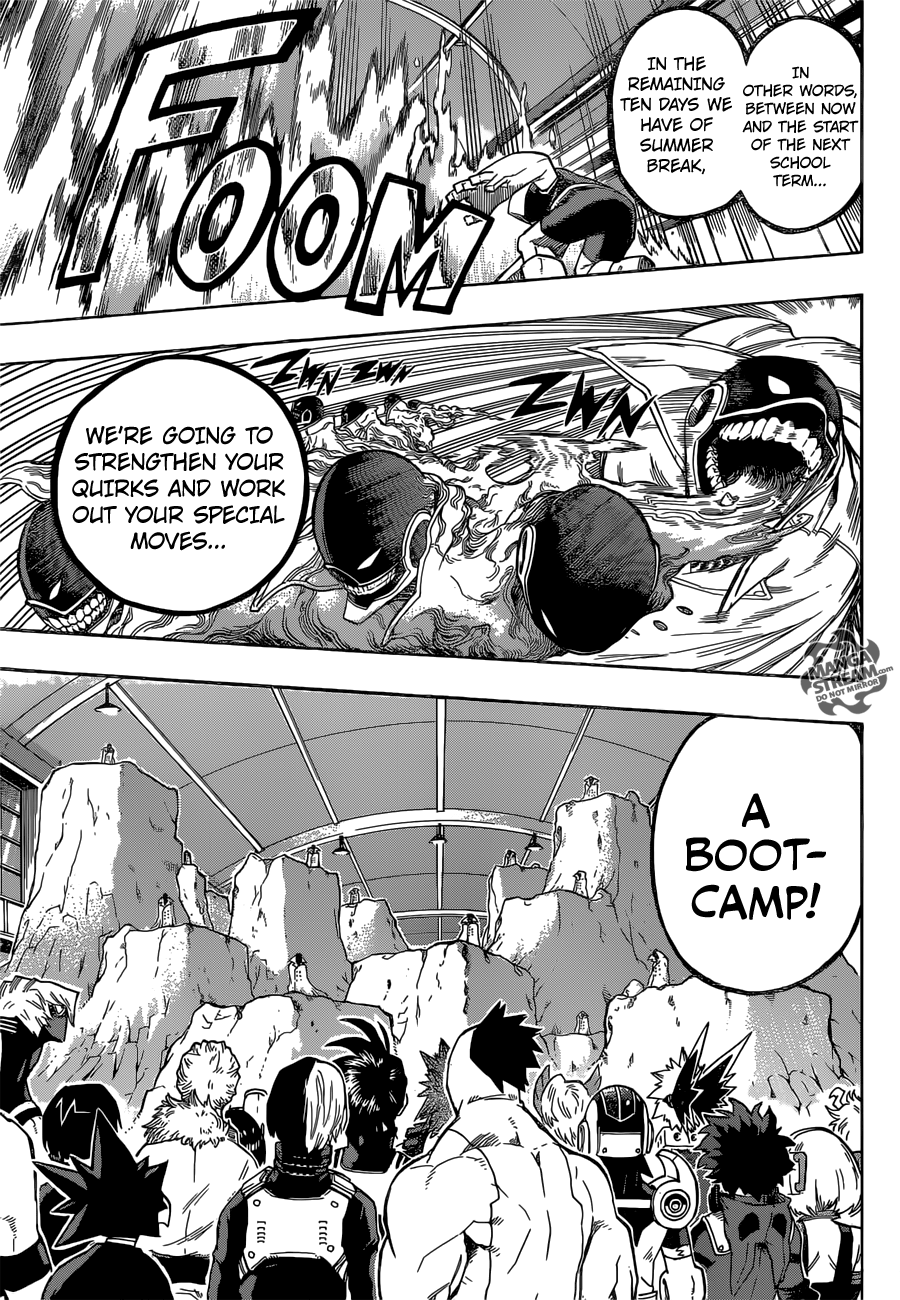 IN
OTHER WORDS,
BETWEEN NOW
AND THE START
OF THE NEXT
SCHOOL
TERM...
IN THE
REMAINING
TEN DAYS WE
HAVE OF
SUMMER
BREAK,
FOOM
ZWN
ZWN
ZWN
WE'RE GOING TO
STRENGTHEN YOUR
QUIRKS AND WORK
OUT YOUR SPECIAL
MOVES...
MANGA
STREAM.com
DO NOT MIRROR
A
BOOT-
CAMP!